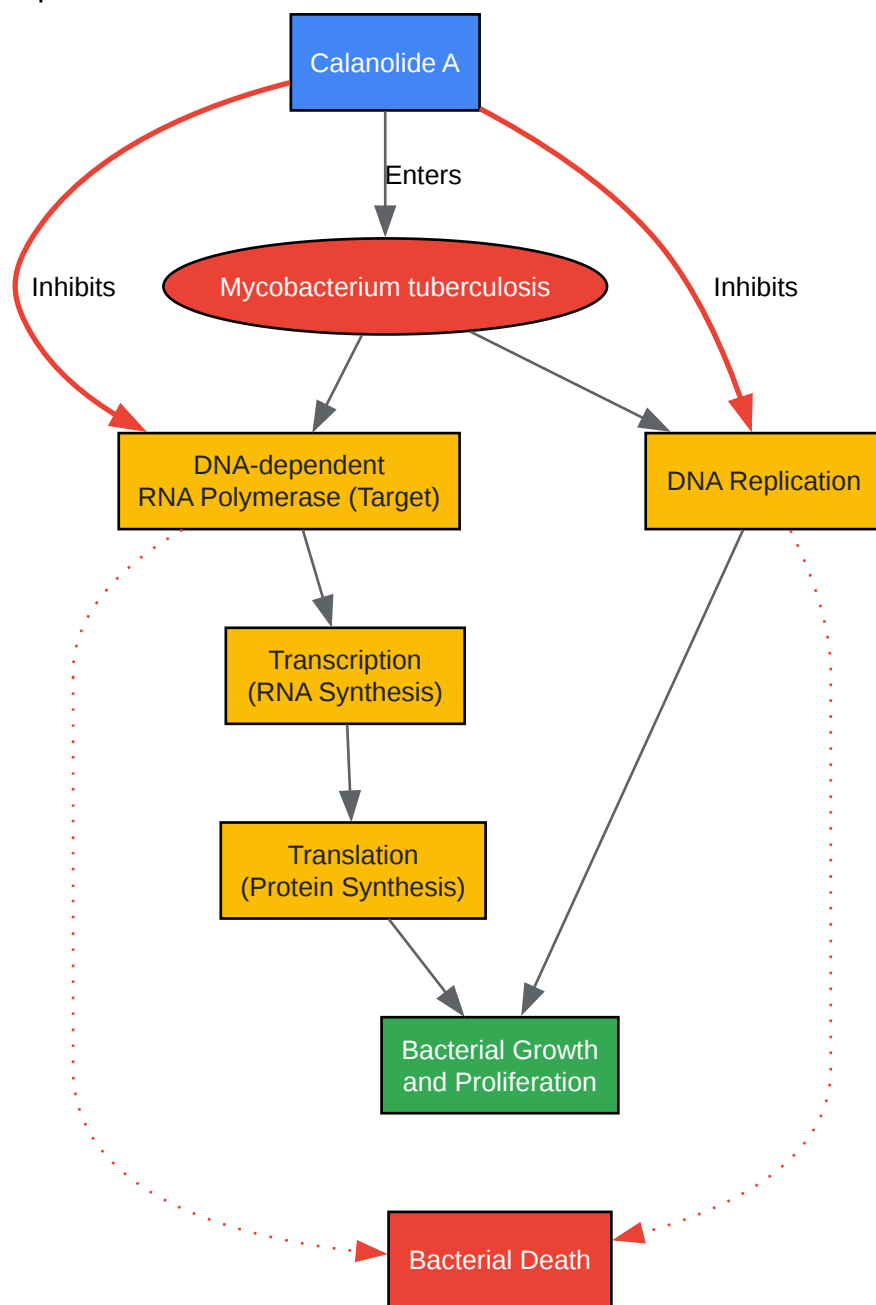 Calanolide A
Enters
Inhibits
Mycobacterium tuberculosis
Inhibits
DNA-dependent
RNA Polymerase (Target)
DNA Replication
Transcription
(RNA Synthesis)
Translation
(Protein Synthesis)
Bacterial Growth
and Proliferation
Bacterial Death